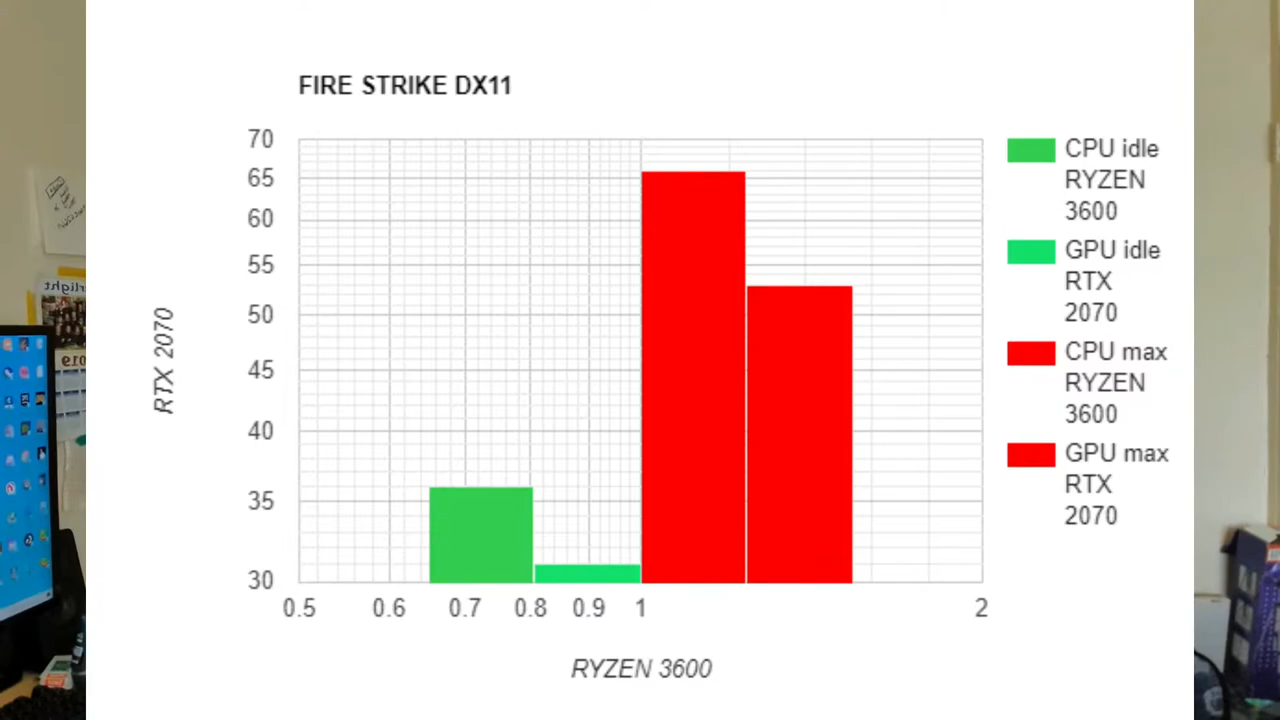 FIRE STRIKE DX11
70
65
60
55
50
45
40
35
30
RTX 2070
0.5 0.6 0.7 0.8 0.9 1 2
RYZEN 3600
CPU idle
RYZEN
3600
GPU idle
RTX
2070
CPU max
RYZEN
3600
GPU max
RTX
2070